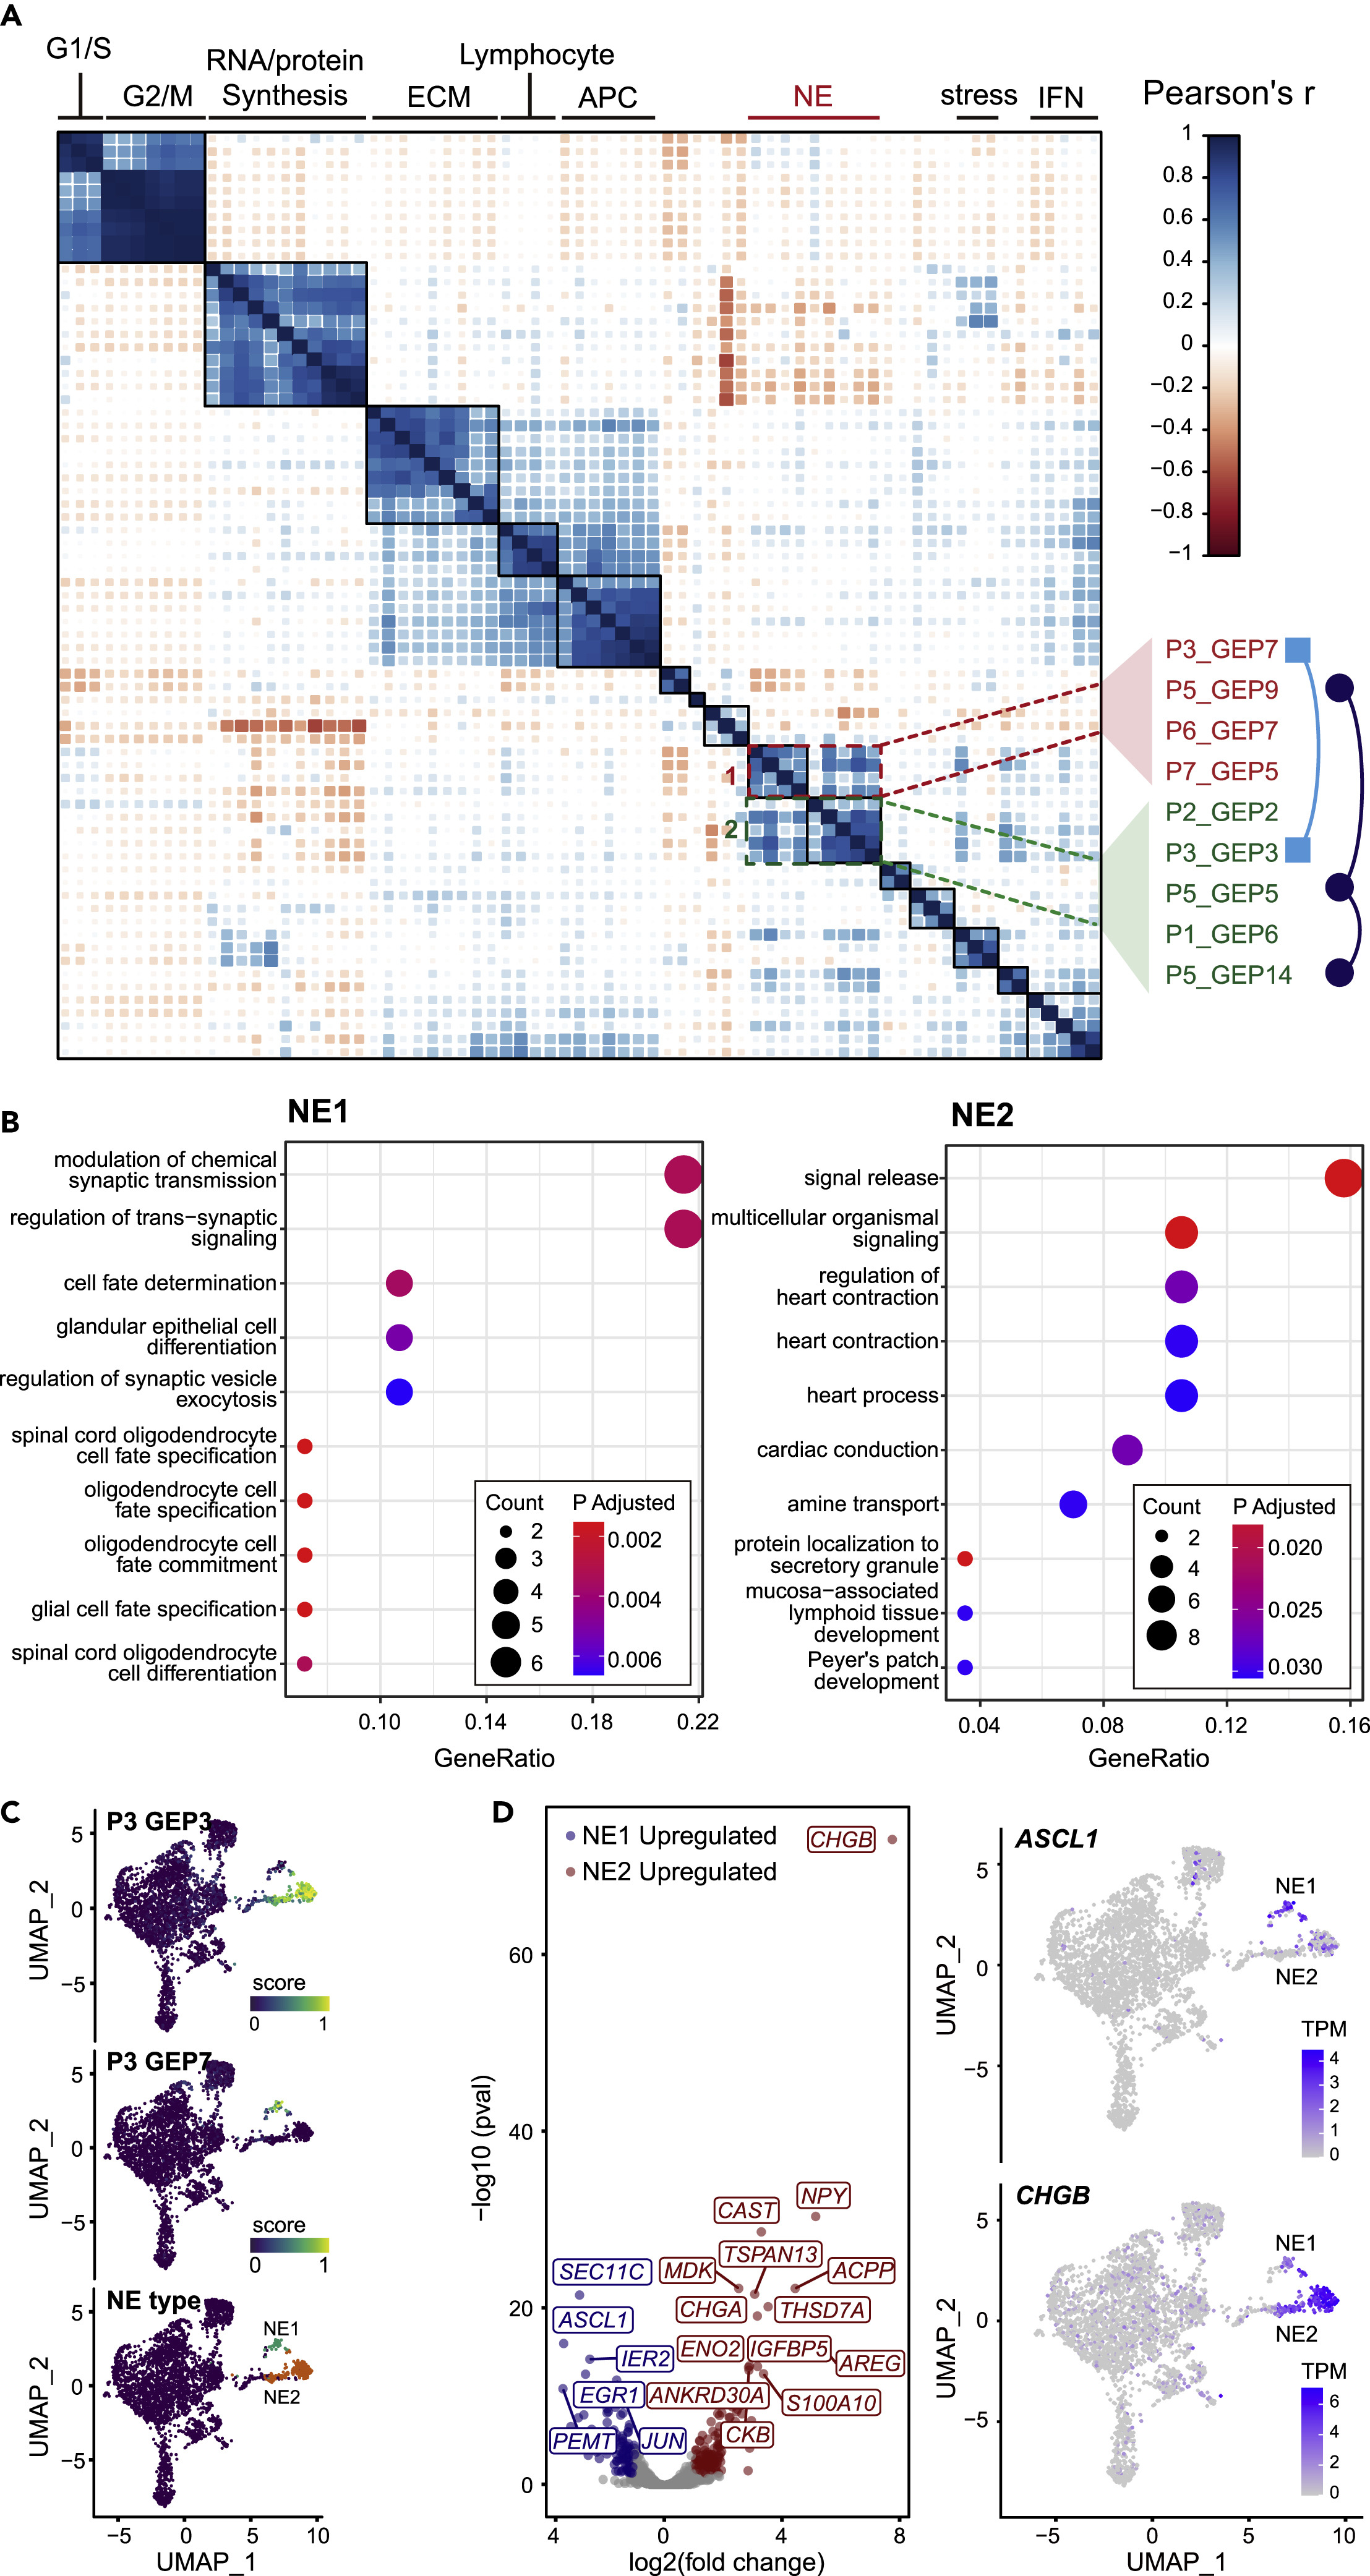 A
G1/S
G2/M
RNA/protein
Synthesis
ECM
Lymphocyte
APC
NE
stress
IFN
Pearson's r
1
0.8
0.6
0.4
0.2
0
−0.2
−0.4
−0.6
−0.8
−1
1
2
P3_GEP7
P5_GEP9
P6_GEP7
P7_GEP5
P2_GEP2
P3_GEP3
P5_GEP5
P1_GEP6
P5_GEP14
B
NE1
modulation of chemical
synaptic transmission
regulation of trans−synaptic
signaling
cell fate determination
glandular epithelial cell
differentiation
regulation of synaptic vesicle
exocytosis
spinal cord oligodendrocyte
cell fate specification
oligodendrocyte cell
fate specification
oligodendrocyte cell
fate commitment
glial cell fate specification
spinal cord oligodendrocyte
cell differentiation
Count
2
3
4
5
6
P Adjusted
0.002
0.004
0.006
0.10
0.14
0.18
0.22
GeneRatio
NE2
signal release
multicellular organismal
signaling
regulation of
heart contraction
heart contraction
heart process
cardiac conduction
amine transport
protein localization to
secretory granule
mucosa−associated
lymphoid tissue
development
Peyer's patch
development
Count
2
4
6
8
P Adjusted
0.020
0.025
0.030
0.04
0.08
0.12
0.16
GeneRatio
C
P3 GEP3
5
0
−5
UMAP_2
score
0
1
P3 GEP7
5
0
−5
UMAP_2
score
0
1
NE type
5
0
−5
UMAP_2
NE1
NE2
−5
0
5
10
UMAP_1
D
NE1 Upregulated
NE2 Upregulated
CHGB
60
40
20
0
−log10 (pval)
NPY
CAST
TSPAN13
SEC11C
MDK
ACPP
CHGA
THSD7A
ASCL1
ENO2
IGFBP5
IER2
AREG
EGR1
ANKRD30A
S100A10
PEMT
JUN
CKB
4
0
4
8
log2(fold change)
ASCL1
5
0
−5
UMAP_2
NE1
NE2
TPM
4
3
2
1
0
CHGB
5
0
−5
UMAP_2
NE1
NE2
TPM
6
4
2
0
−5
0
5
10
UMAP_1